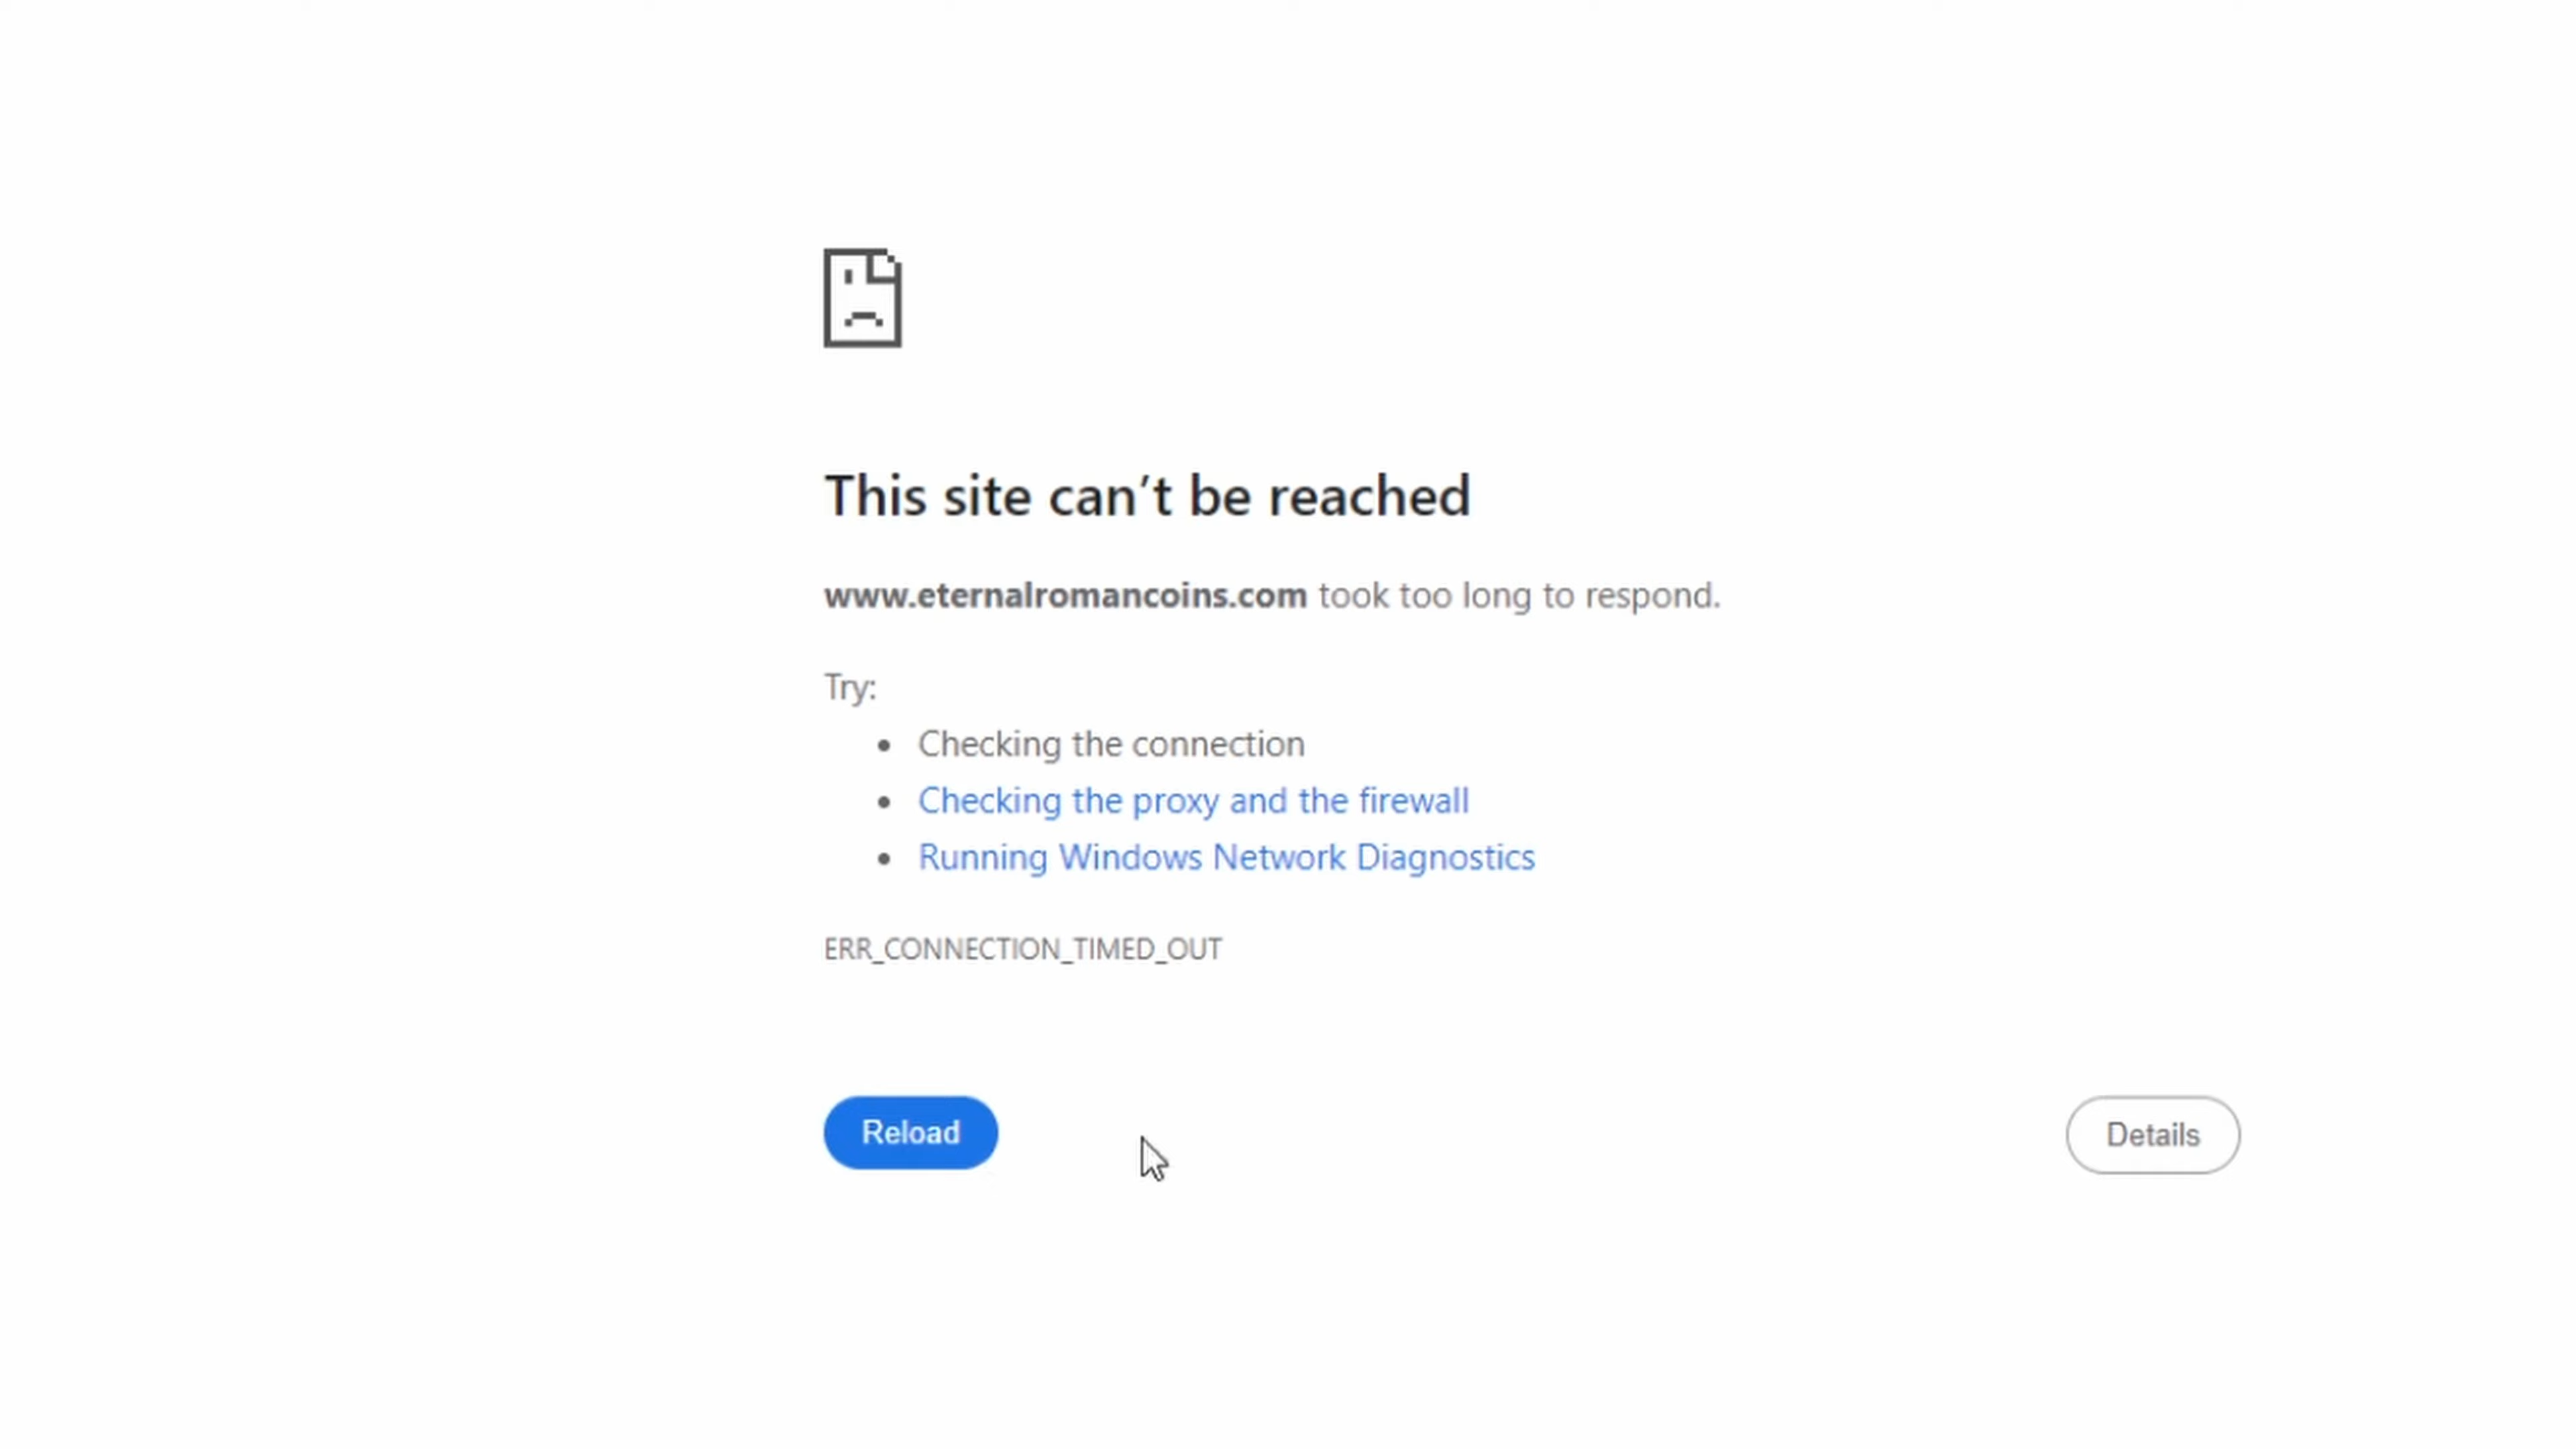 This site can’t be reached
www.eternalromancoins.com took too long to respond.
Try:
Checking the connection
Checking the proxy and the firewall
Running Windows Network Diagnostics
ERR_CONNECTION_TIMED_OUT
Reload
Details